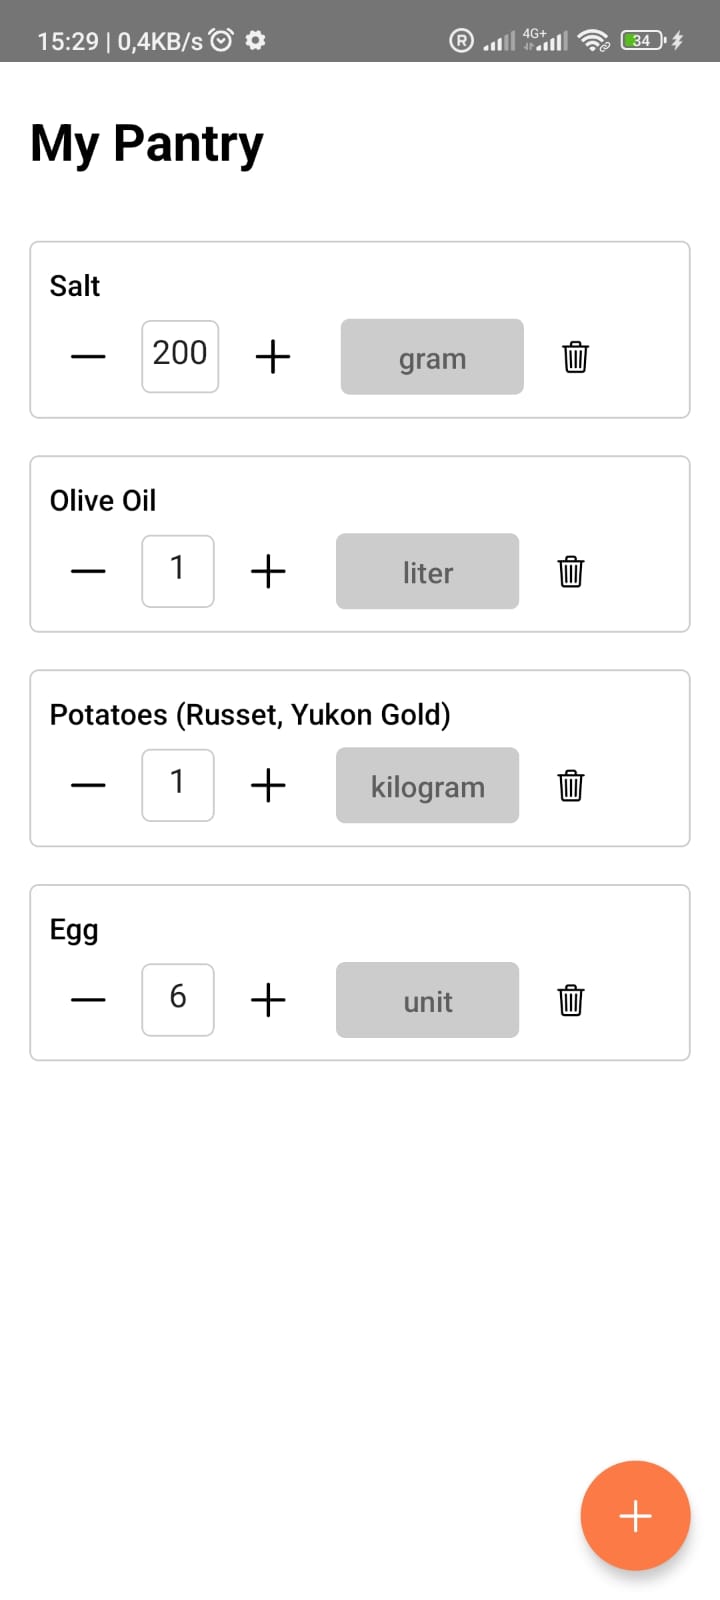 15:29 | 0,4KB/s R 4G+ 34
My Pantry
Salt
200 gram
Olive Oil
1 liter
Potatoes (Russet, Yukon Gold)
1 kilogram
Egg
6 unit